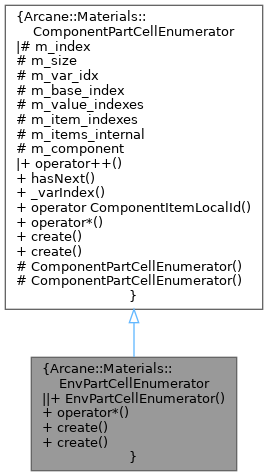 {Arcane::Materials::
ComponentPartCellEnumerator
|# m_index
# m_size
# m_var_idx
# m_base_index
# m_value_indexes
# m_item_indexes
# m_items_internal
# m_component
|+ operator++()
+ hasNext()
+ _varIndex()
+ operator ComponentItemLocalId()
+ operator*()
+ create()
+ create()
# ComponentPartCellEnumerator()
# ComponentPartCellEnumerator()
}
{Arcane::Materials::
EnvPartCellEnumerator
||+ EnvPartCellEnumerator()
+ operator*()
+ create()
+ create()
}